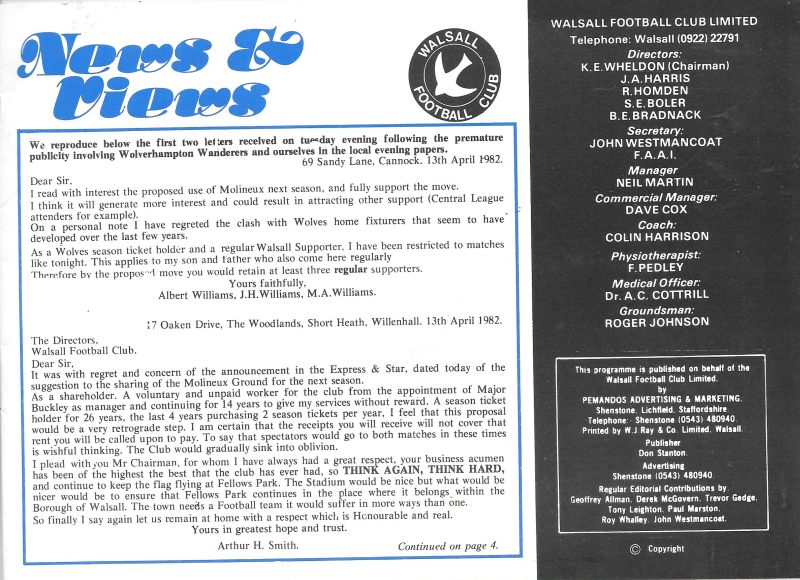 News &
Views
WALSALL
FOOTBALL CLUB
We reproduce below the first two letters received on tuesday evening following the premature
publicity involving Wolverhampton Wanderers and ourselves in the local evening papers.
69 Sandy Lane, Cannock. 13th April 1982.
Dear Sir,
I read with interest the proposed use of Molineux next season, and fully support the move.
I think it will generate more interest and could result in attracting other support (Central League
attenders for example).
On a personal note I have regretted the clash with Wolves home fixturers that seem to have
developed over the last few years.
As a Wolves season ticket holder and a regular Walsall Supporter, I have been restricted to matches
like tonight. This applies to my son and father who also come here regularly
Therefore by the proposed move you would retain at least three regular supporters.
Yours faithfully,
Albert Williams, J.H.Williams, M.A.Williams.
17 Oaken Drive, The Woodlands, Short Heath, Willenhall. 13th April 1982.
The Directors,
Walsall Football Club.
Dear Sir,
It was with regret and concern of the announcement in the Express & Star, dated today of the
suggestion to the sharing of the Molineux Ground for the next season.
As a shareholder. A voluntary and unpaid worker for the club from the appointment of Major
Buckley as manager and continuing for 14 years to give my services without reward. A season ticket
holder for 26 years, the last 4 years purchasing 2 season tickets per year, I feel that this proposal
would be a very retrograde step. I am certain that the receipts you will receive will not cover that
rent you will be called upon to pay. To say that spectators would go to both matches in these times
is wishful thinking. The Club would gradually sink into oblivion.
I plead with you Mr Chairman, for whom I have always had a great respect, your business acumen
has been of the highest the best that the club has ever had, so THINK AGAIN, THINK HARD,
and continue to keep the flag flying at Fellows Park. The Stadium would be nice but what would be
nicer would be to ensure that Fellows Park continues in the place where it belongs within the
Borough of Walsall. The town needs a Football team it would suffer in more ways than one.
So finally I say again let us remain at home with a respect which is Honourable and real.
Yours in greatest hope and trust.
Arthur H. Smith.
Continued on page 4.
WALSALL FOOTBALL CLUB LIMITED
Telephone: Walsall (0922) 22791
Directors:
K.E.WHELDON (Chairman)
J.A.HARRIS
R.HOMDEN
S.E.BOLER
B.E.BRADNACK
Secretary:
JOHN WESTMANCOAT
F.A.A.I.
Manager
NEIL MARTIN
Commercial Manager:
DAVE COX
Coach:
COLIN HARRISON
Physiotherapist:
F.PEDLEY
Medical Officer:
Dr. A.C. COTTRILL
Groundsman:
ROGER JOHNSON
This programme is published on behalf of the
Walsall Football Club Limited.
by
PEMANDOS ADVERTISING & MARKETING.
Shenstone. Lichfield. Staffordshire.
Telephone: Shenstone (0543) 480940
Printed by W.J.Ray & Co. Limited, Walsall.
Publisher
Don Stanton.
Advertising
Shenstone (0543) 480940
Regular Editorial Contributions by
Geoffrey Allman. Derek McGovern. Trevor Gedge.
Tony Leighton. Paul Marston.
Roy Whalley. John Westmancoat.
© Copyright